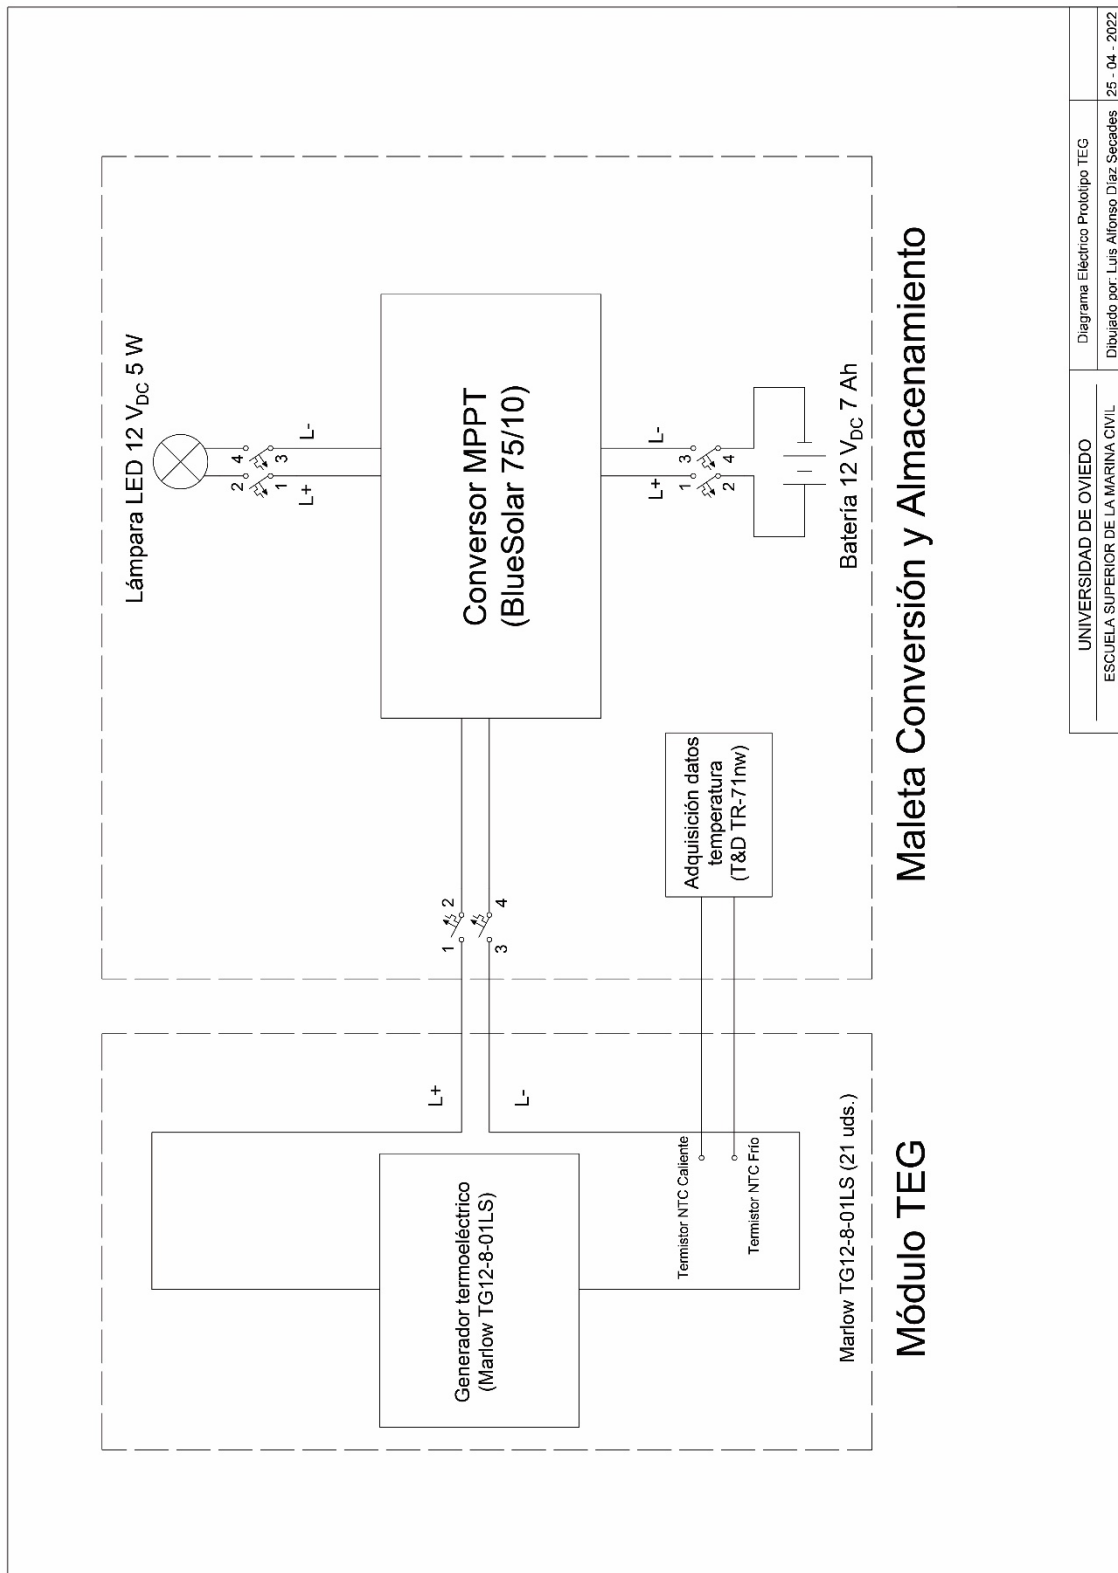 Generador termoeléctrico
(Marlow TG12-8-01LS)
L+
L-
Termistor NTC Caliente
Termistor NTC Frío
Marlow TG12-8-01LS (21 uds.)
Módulo TEG
1
2
3
4
Adquisición datos
temperatura
(T&D TR-71nw)
Lámpara LED 12 VDC 5 W
2
4
1
3
L+
L-
Conversor MPPT
(BlueSolar 75/10)
L+
L-
1
3
2
4
Batería 12 VDC 7 Ah
Maleta Conversión y Almacenamiento
UNIVERSIDAD DE OVIEDO
ESCUELA SUPERIOR DE LA MARINA CIVIL
Diagrama Eléctrico Prototipo TEG
Dibujado por: Luis Alfonso Díaz Secades
25 - 04 - 2022